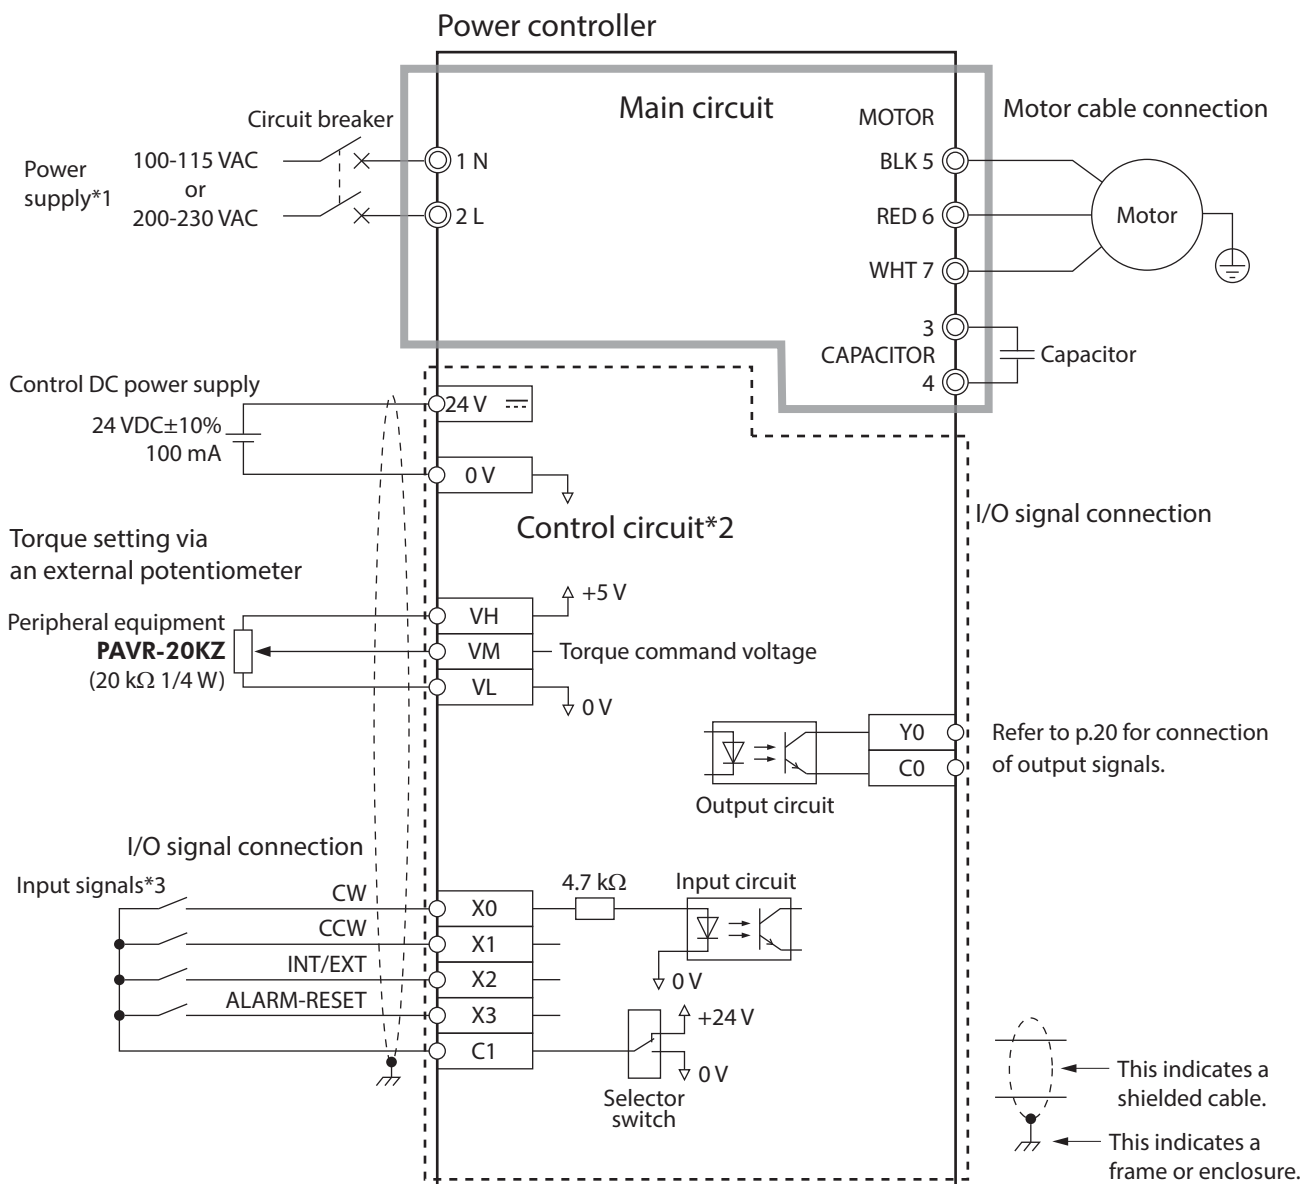 Power controller
Main circuit
MOTOR
Motor cable connection
Circuit breaker
Power
supply*1
100-115 VAC
or
200-230 VAC
1 N
2 L
BLK 5
RED 6
WHT 7
Motor
3
CAPACITOR
4
Capacitor
Control DC power supply
24 VDC±10%
100 mA
24 V
0 V
Control circuit*2
I/O signal connection
Torque setting via
an external potentiometer
Peripheral equipment
PAVR-20KZ
(20 kΩ 1/4 W)
VH
VM
VL
+5 V
Torque command voltage
0 V
Y0
C0
Output circuit
Refer to p.20 for connection
of output signals.
I/O signal connection
Input signals*3
CW
CCW
INT/EXT
ALARM-RESET
X0
X1
X2
X3
C1
4.7 kΩ
Input circuit
0 V
+24 V
0 V
Selector
switch
This indicates a
shielded cable.
This indicates a
frame or enclosure.